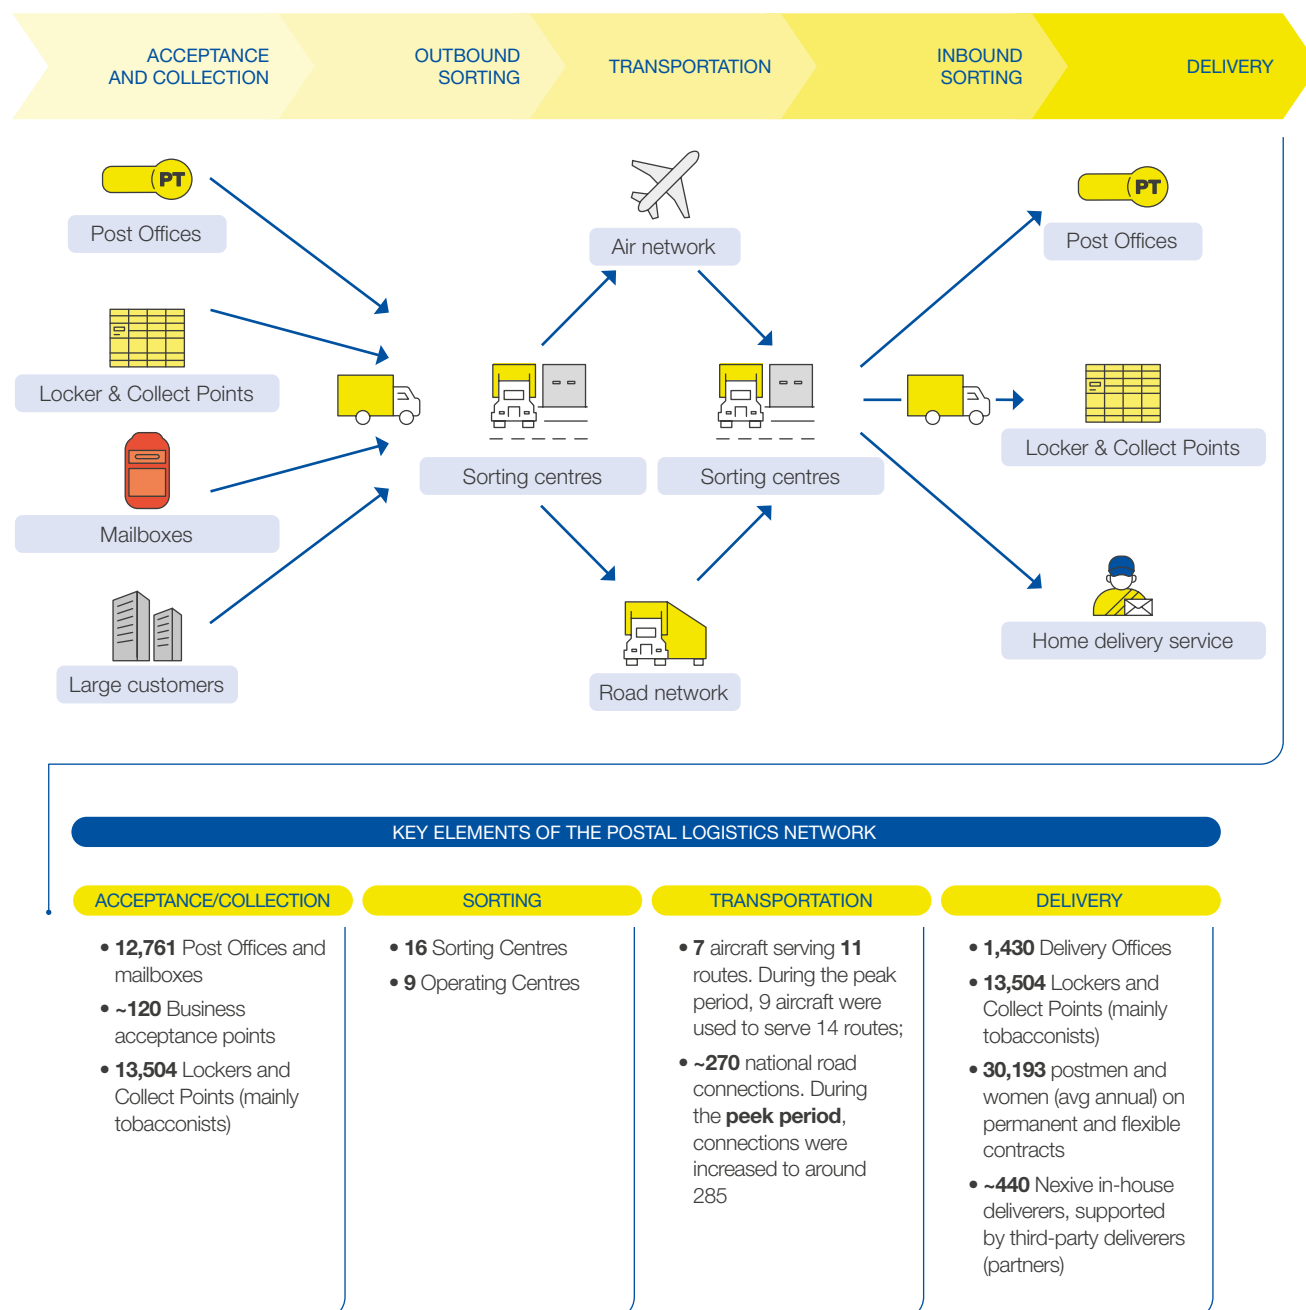 ACCEPTANCE
AND COLLECTION
OUTBOUND
SORTING
TRANSPORTATION
INBOUND
SORTING
DELIVERY
PT
Post Offices
Locker & Collect Points
Mailboxes
Large customers
Air network
Sorting centres
Sorting centres
Road network
PT
Post Offices
Locker & Collect Points
Home delivery service
KEY ELEMENTS OF THE POSTAL LOGISTICS NETWORK
ACCEPTANCE/COLLECTION
• 12,761 Post Offices and
mailboxes
• ~120 Business
acceptance points
• 13,504 Lockers and
Collect Points (mainly
tobacconists)
SORTING
• 16 Sorting Centres
• 9 Operating Centres
TRANSPORTATION
• 7 aircraft serving 11
routes. During the peak
period, 9 aircraft were
used to serve 14 routes;
• ~270 national road
connections. During
the peek period,
connections were
increased to around
285
DELIVERY
• 1,430 Delivery Offices
• 13,504 Lockers and
Collect Points (mainly
tobacconists)
• 30,193 postmen and
women (avg annual) on
permanent and flexible
contracts
• ~440 Nexive in-house
deliverers, supported
by third-party deliverers
(partners)